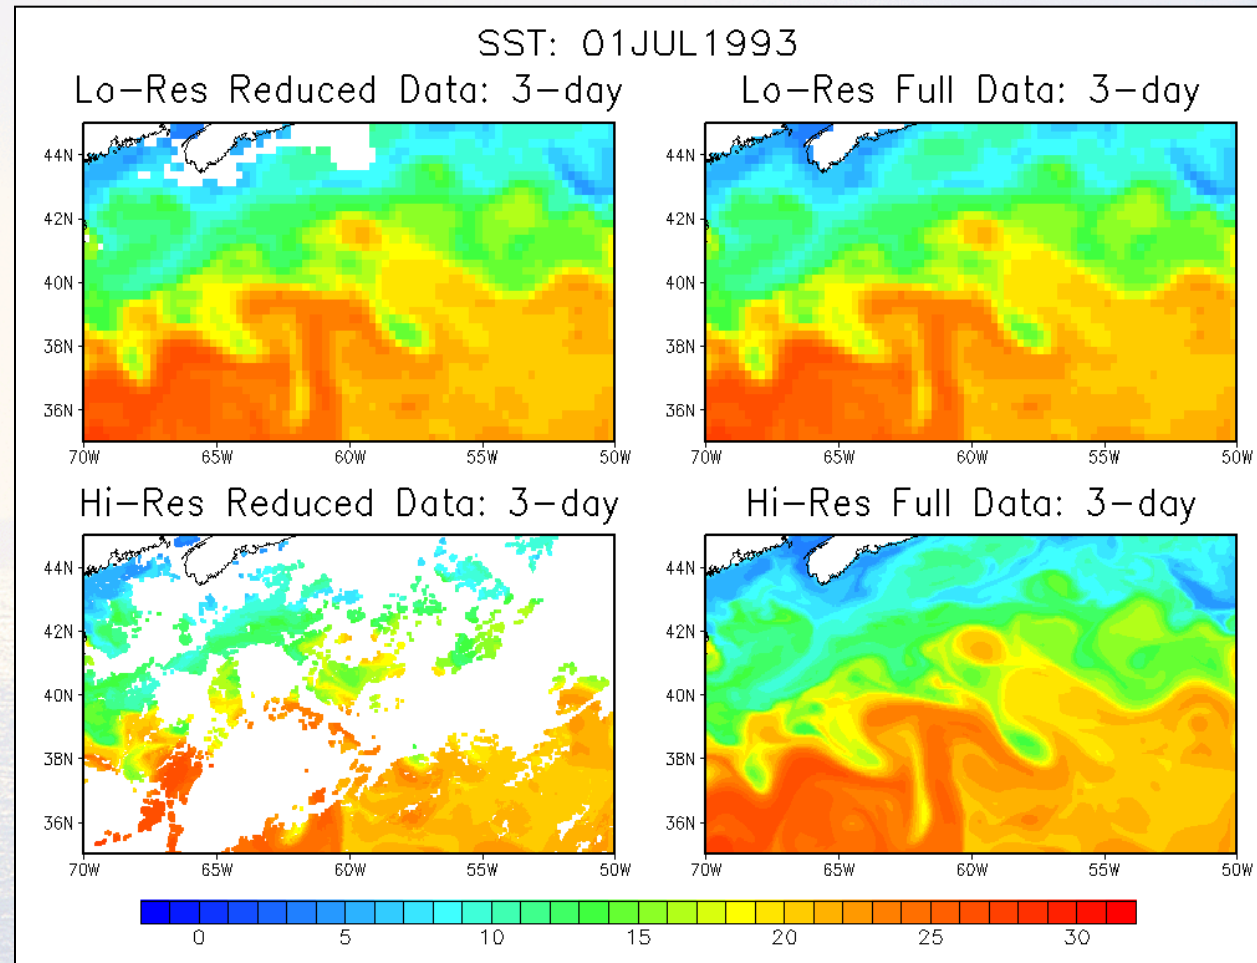 SST: 01JUL1993
Lo-Res Reduced Data: 3-day
Lo-Res Full Data: 3-day
44N
42N
40N
38N
36N
70W 65W 60W 55W 50W
44N
42N
40N
38N
36N
70W 65W 60W 55W 50W
Hi-Res Reduced Data: 3-day
Hi-Res Full Data: 3-day
44N
42N
40N
38N
36N
70W 65W 60W 55W 50W
44N
42N
40N
38N
36N
70W 65W 60W 55W 50W
0 5 10 15 20 25 30